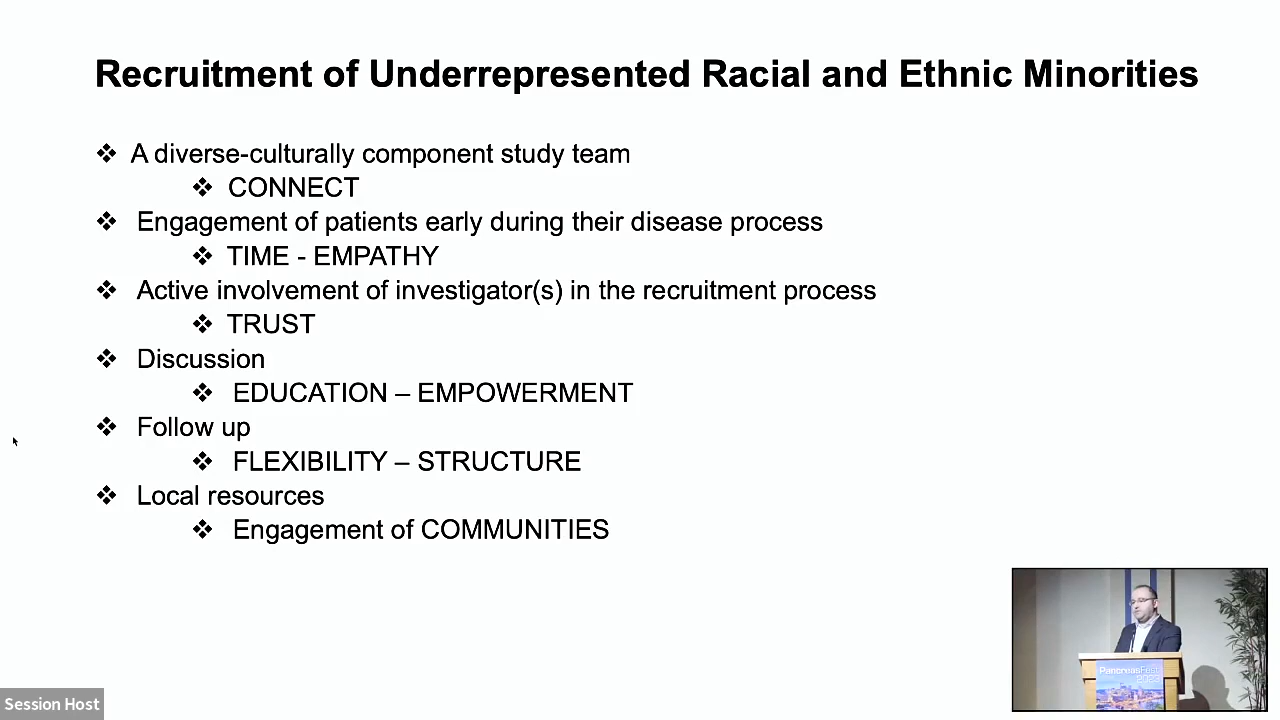 Recruitment of Underrepresented Racial and Ethnic Minorities
❖ A diverse-culturally component study team
❖ CONNECT
❖ Engagement of patients early during their disease process
❖ TIME - EMPATHY
❖ Active involvement of investigator(s) in the recruitment process
❖ TRUST
❖ Discussion
❖ EDUCATION – EMPOWERMENT
❖ Follow up
❖ FLEXIBILITY – STRUCTURE
❖ Local resources
❖ Engagement of COMMUNITIES
PancreasFest
Session Host